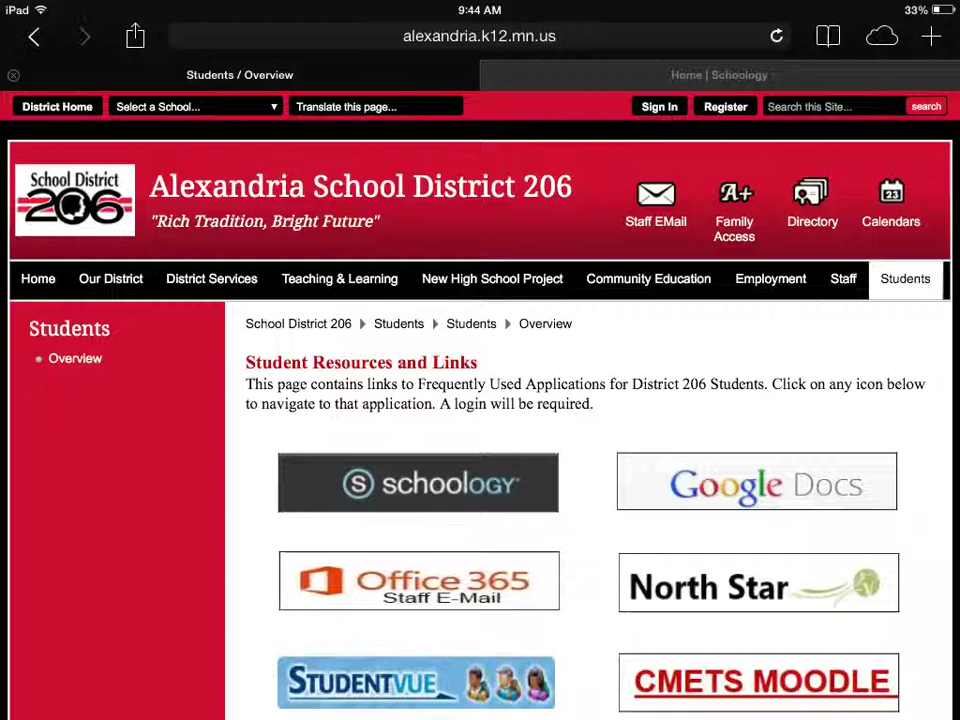 iPad 9:44 AM 33%
alexandria.k12.mn.us
Students / Overview Home | Schoology
District Home Select a School... Translate this page... Sign In Register Search this Site... search
School District
206
Alexandria School District 206
"Rich Tradition, Bright Future"
Staff EMail
A+
Family
Access
Directory
23
Calendars
Home Our District District Services Teaching & Learning New High School Project Community Education Employment Staff Students
Students
Overview
School District 206 Students Students Overview
Student Resources and Links
This page contains links to Frequently Used Applications for District 206 Students. Click on any icon below
to navigate to that application. A login will be required.
S schoology
Google Docs
Office 365
Staff E-Mail
North Star
STUDENTVUE
CMETS MOODLE